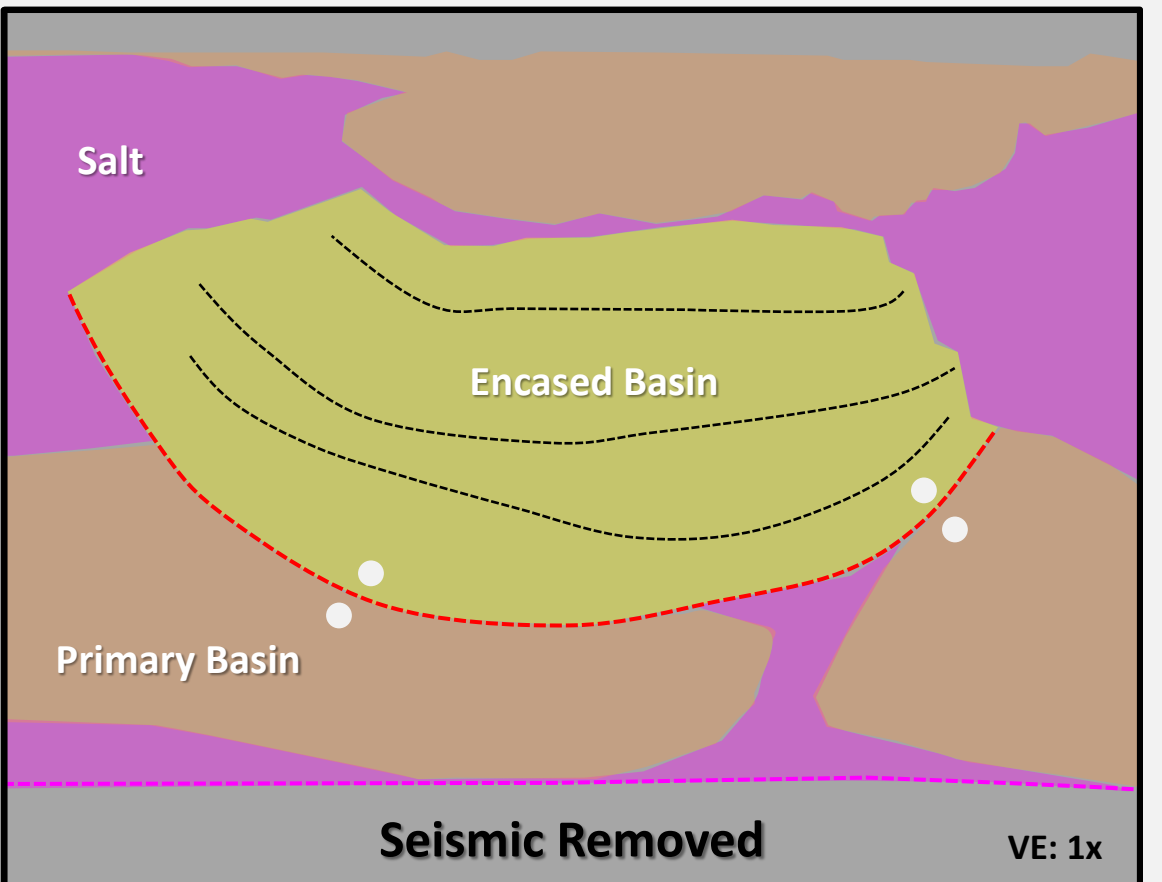 Salt
Encased Basin
Primary Basin
Seismic Removed
VE: 1x